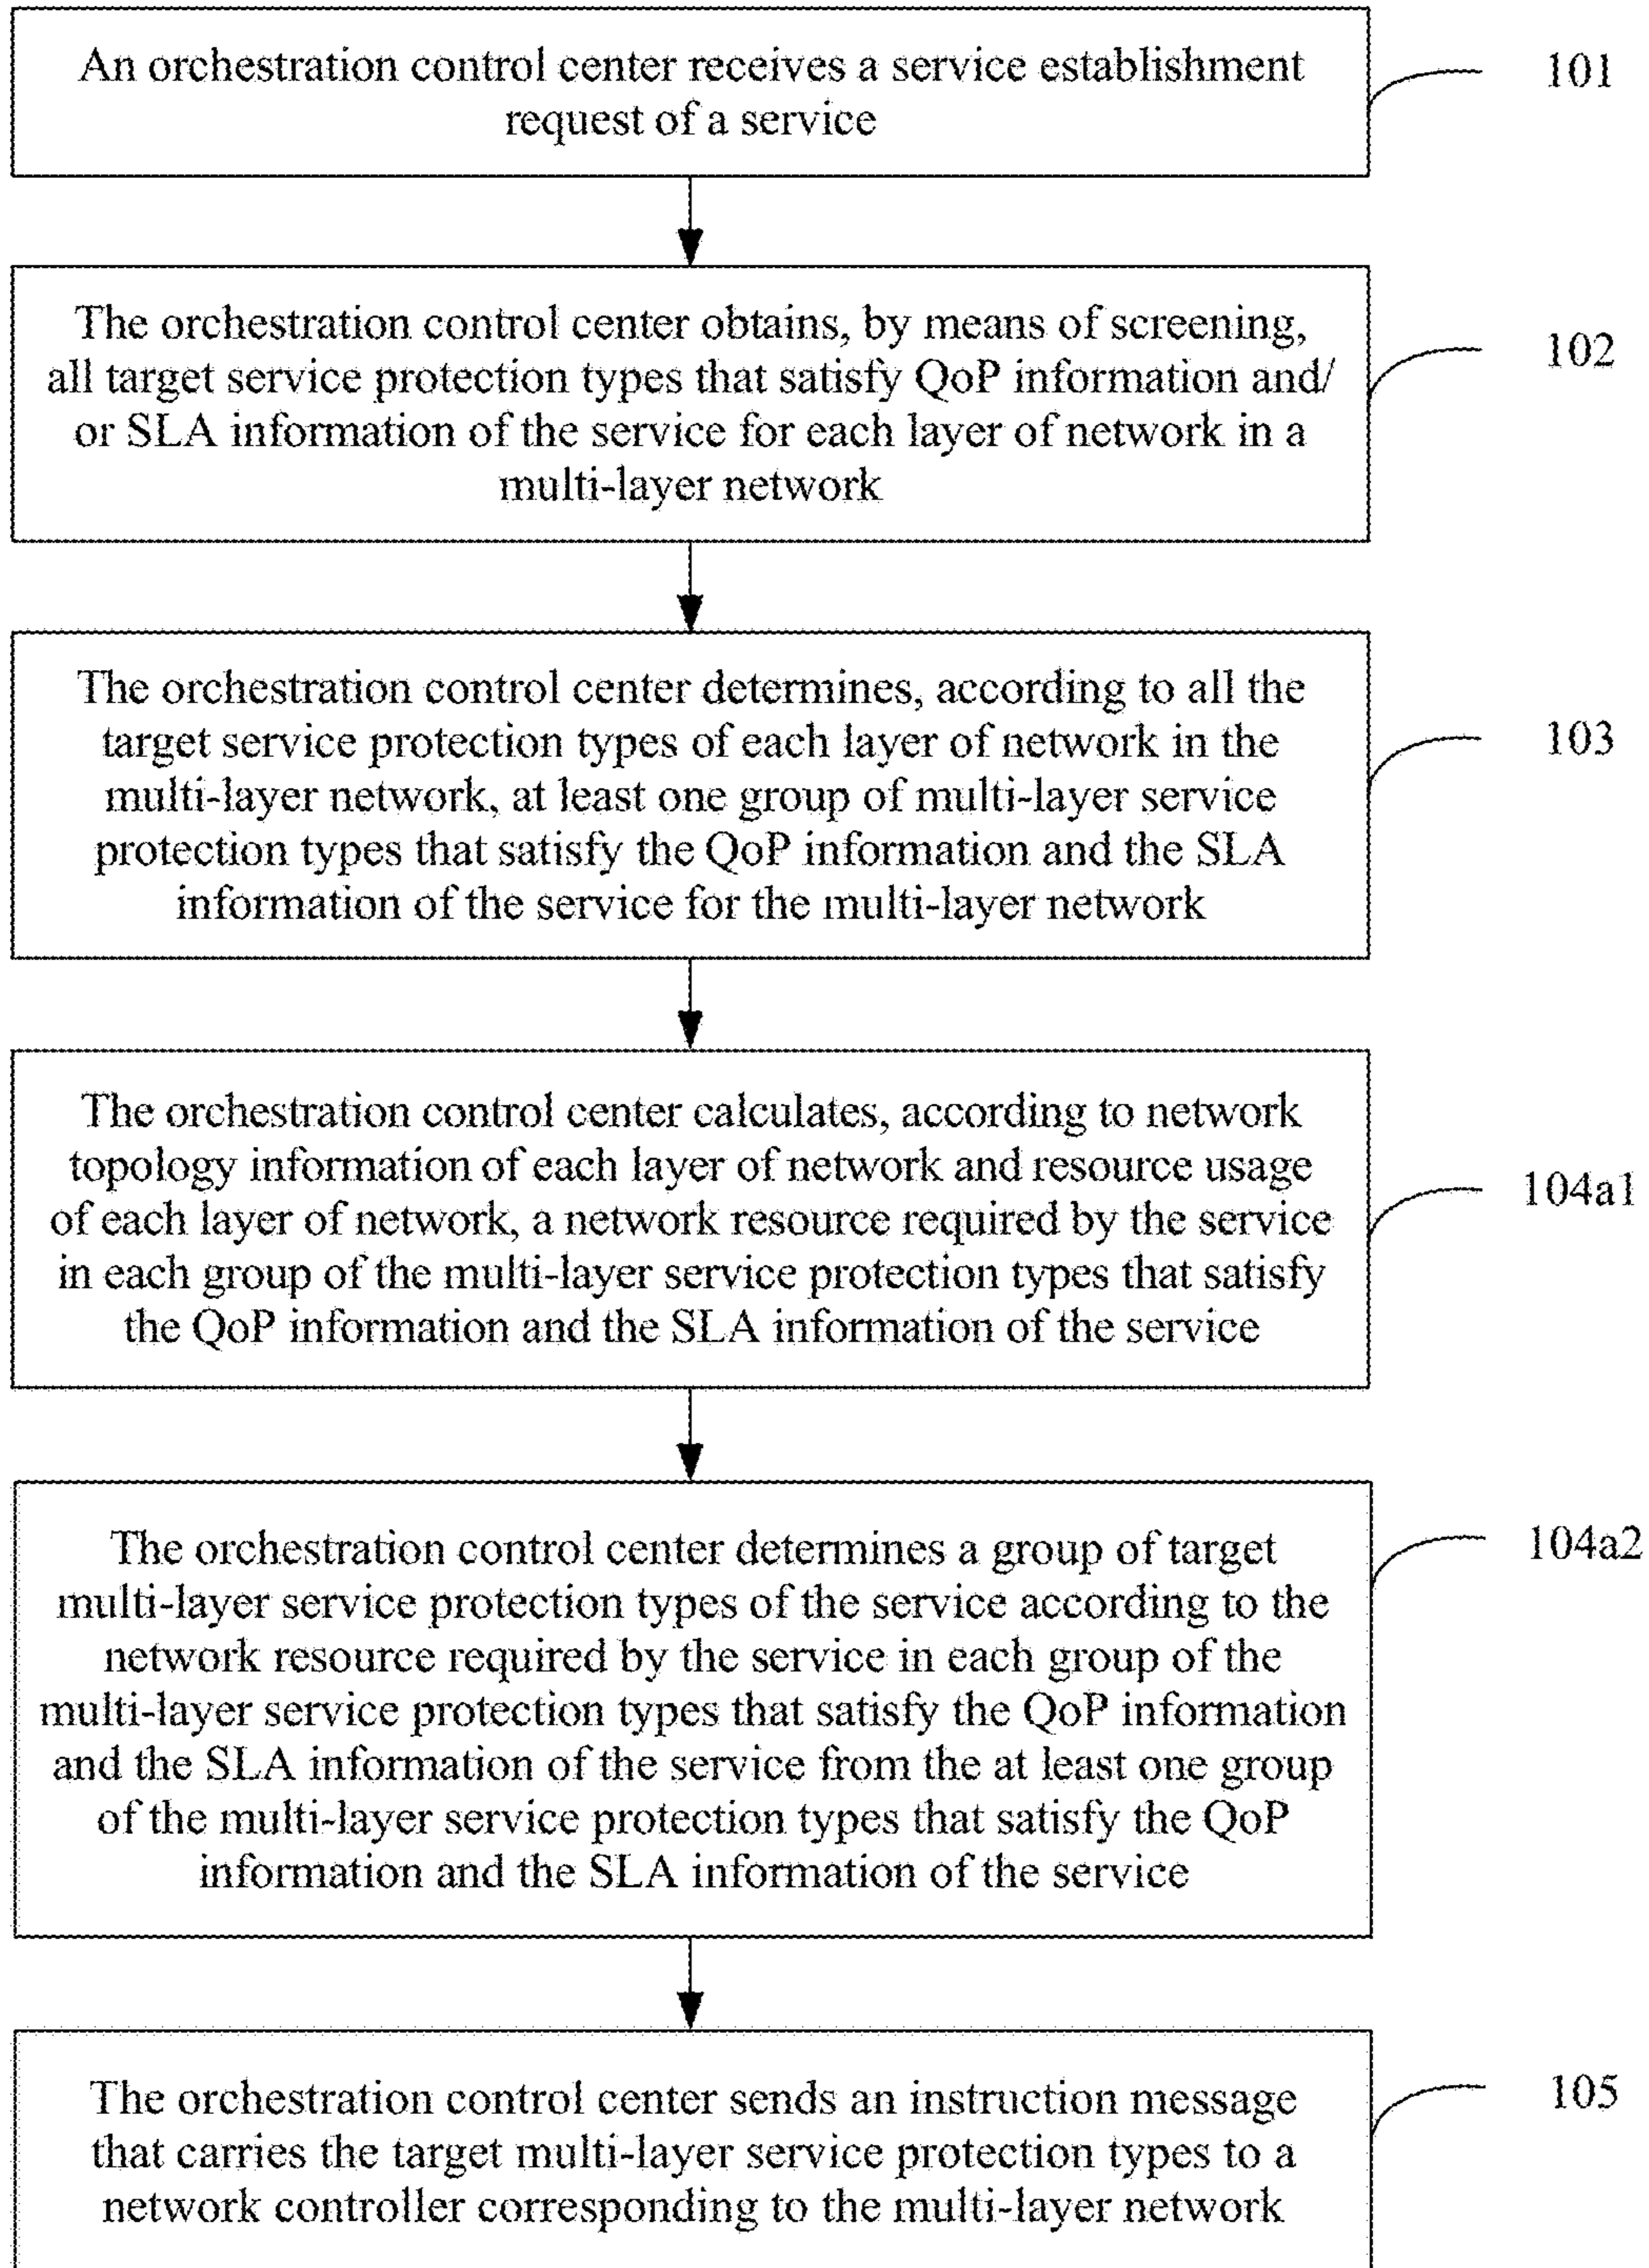 An orchestration control center receives a service establishment
request of a service
101
The orchestration control center obtains, by means of screening,
all target service protection types that satisfy QoP information and/
or SLA information of the service for each layer of network in a
multi-layer network
102
The orchestration control center determines, according to all the
target service protection types of each layer of network in the
multi-layer network, at least one group of multi-layer service
protection types that satisfy the QoP information and the SLA
information of the service for the multi-layer network
103
The orchestration control center calculates, according to network
topology information of each layer of network and resource usage
of each layer of network, a network resource required by the service
in each group of the multi-layer service protection types that satisfy
the QoP information and the SLA information of the service
104a1
The orchestration control center determines a group of target
multi-layer service protection types of the service according to the
network resource required by the service in each group of the
multi-layer service protection types that satisfy the QoP information
and the SLA information of the service from the at least one group
of the multi-layer service protection types that satisfy the QoP
information and the SLA information of the service
104a2
The orchestration control center sends an instruction message
that carries the target multi-layer service protection types to a
network controller corresponding to the multi-layer network
105